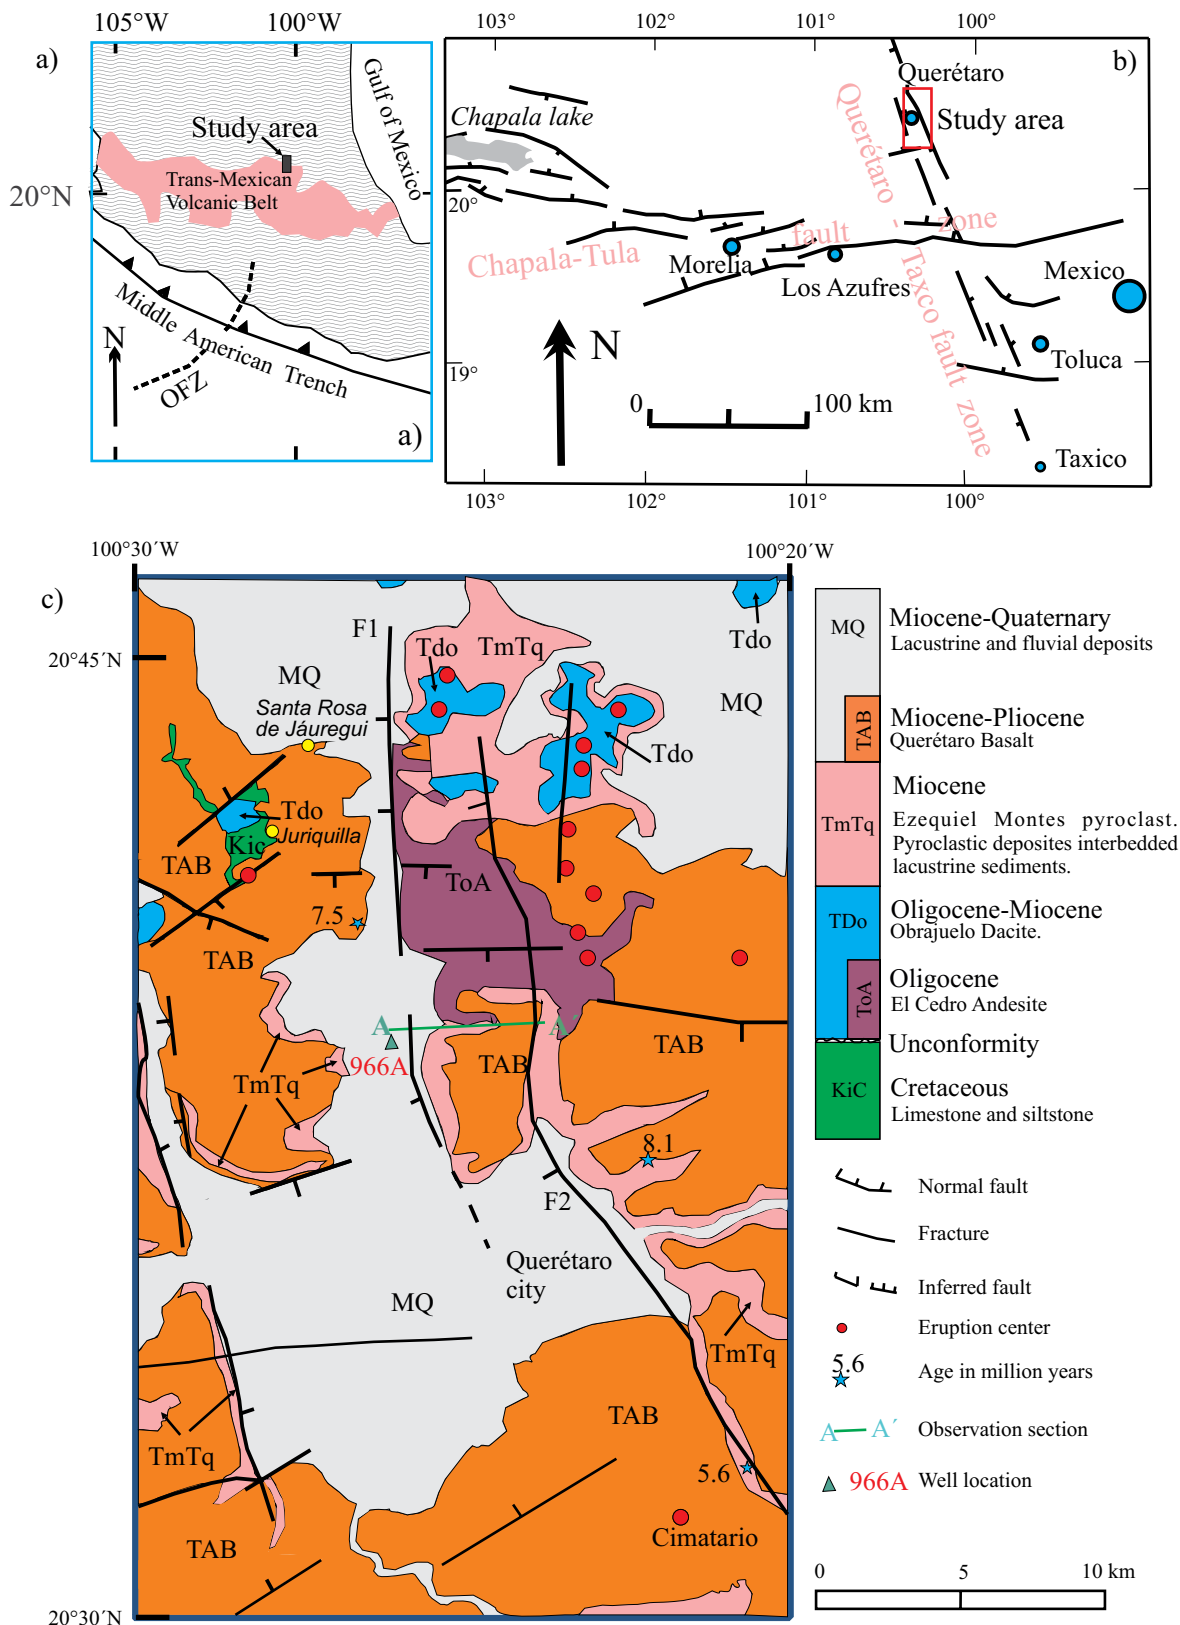 105°W
100°W
a)
Gulf of Mexico
Study area
Trans-Mexican
Volcanic Belt
20°N
Middle American Trench
N
OFZ
a)
103°
102°
101°
100°
b)
Querétaro
Chapala lake
Study area
Querétaro - Taxco fault zone
20°
Chapala-Tula fault zone
Morelia
Los Azufres
Mexico
N
Toluca
19°
0
100 km
Taxico
103°
102°
101°
100°
100°30´W
100°20´W
c)
20°45´N
F1
Tdo
TmTq
Tdo
MQ
MQ
Santa Rosa
de Jáuregui
Tdo
Tdo
Juriquilla
Kic
TAB
ToA
7.5
TAB
A
A´
966A
TAB
TAB
TmTq
8.1
F2
Querétaro
city
MQ
TmTq
TAB
TmTq
5.6
Cimatario
TAB
20°30´N
MQ
Miocene-Quaternary
Lacustrine and fluvial deposits
TAB
Miocene-Pliocene
Querétaro Basalt
TmTq
Miocene
Ezequiel Montes pyroclast.
Pyroclastic deposites interbedded
lacustrine sediments.
TDo
Oligocene-Miocene
Obrajuelo Dacite.
ToA
Oligocene
El Cedro Andesite
Unconformity
KiC
Cretaceous
Limestone and siltstone
Normal fault
Fracture
Inferred fault
Eruption center
5.6
Age in million years
A
A´
Observation section
966A
Well location
0
5
10 km